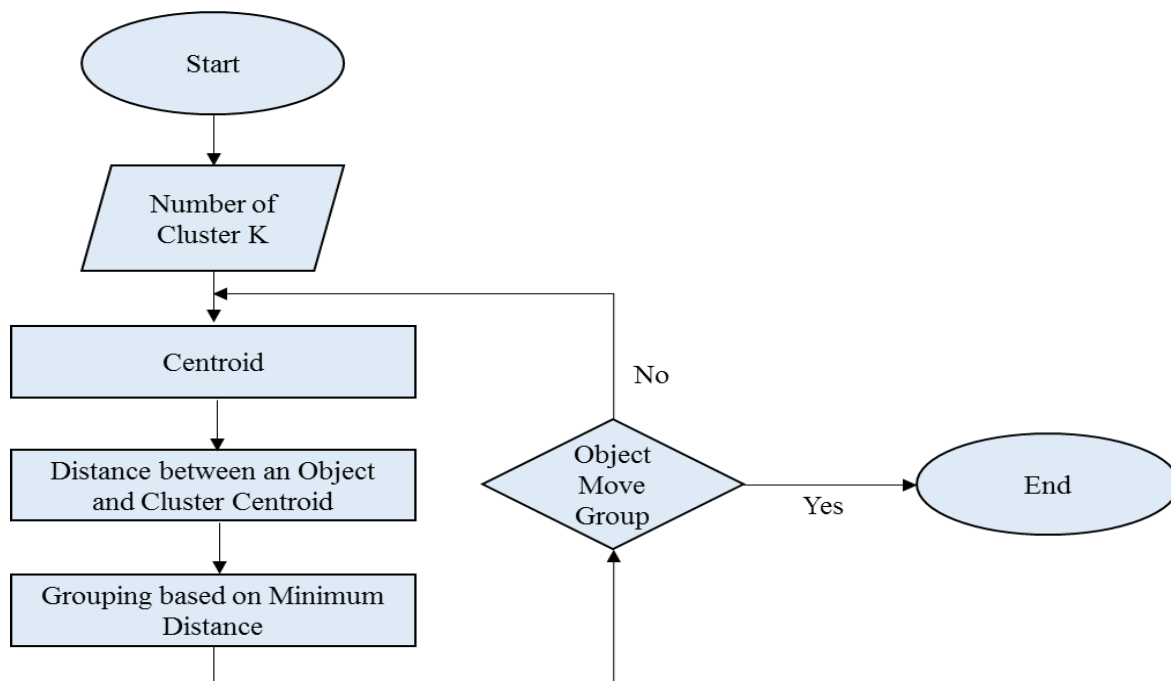 Start
Number of
Cluster K
Centroid
Distance between an Object
and Cluster Centroid
Grouping based on Minimum
Distance
No
Object
Move
Group
Yes
End